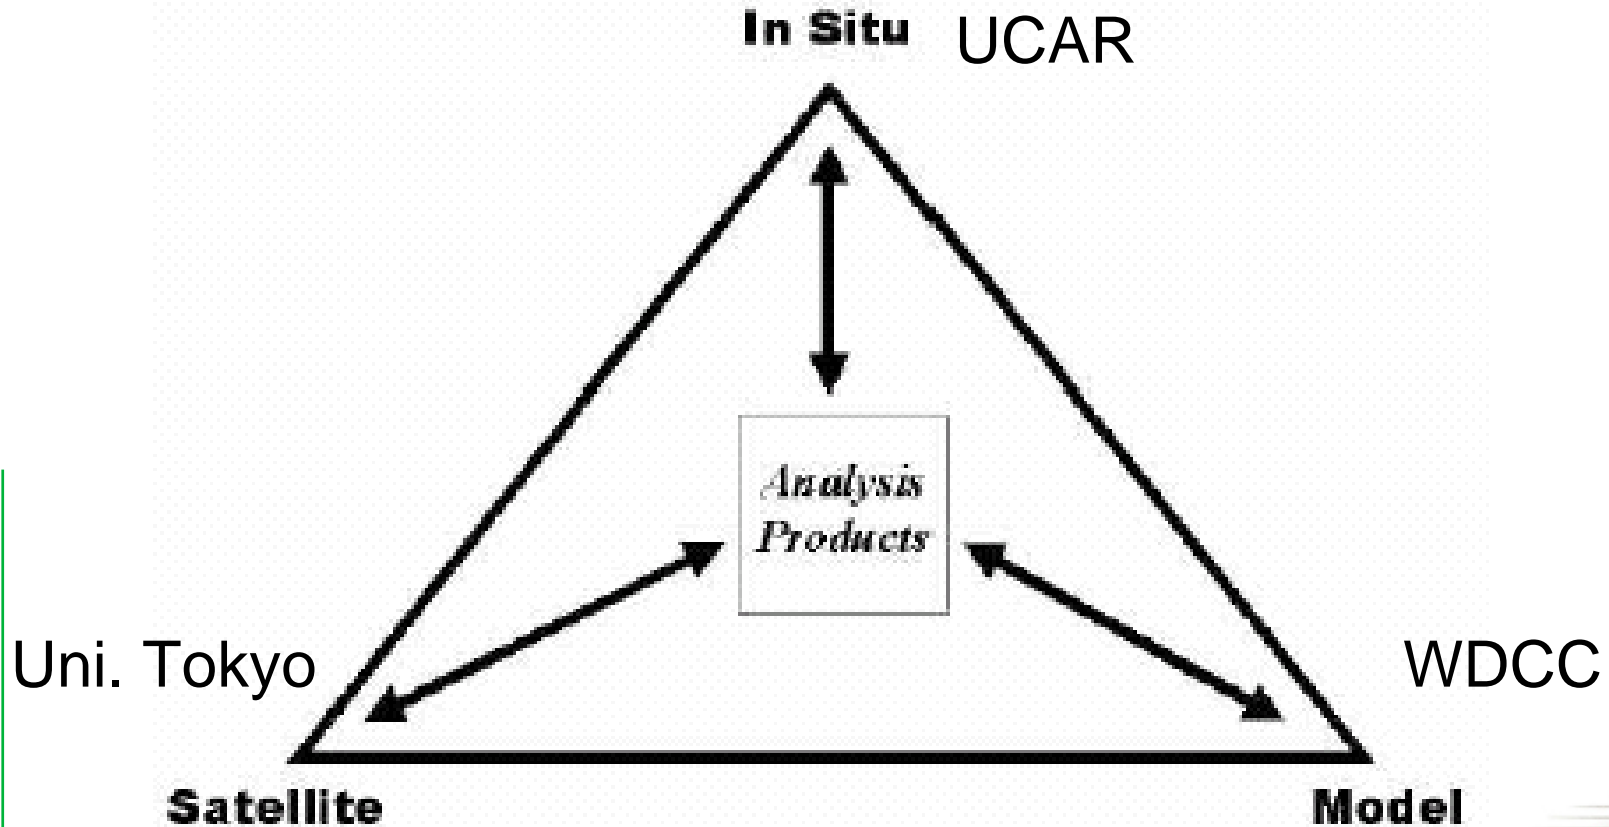 In Situ UCAR
Analysis
Products
Uni. Tokyo
WDCC
Satellite
Model